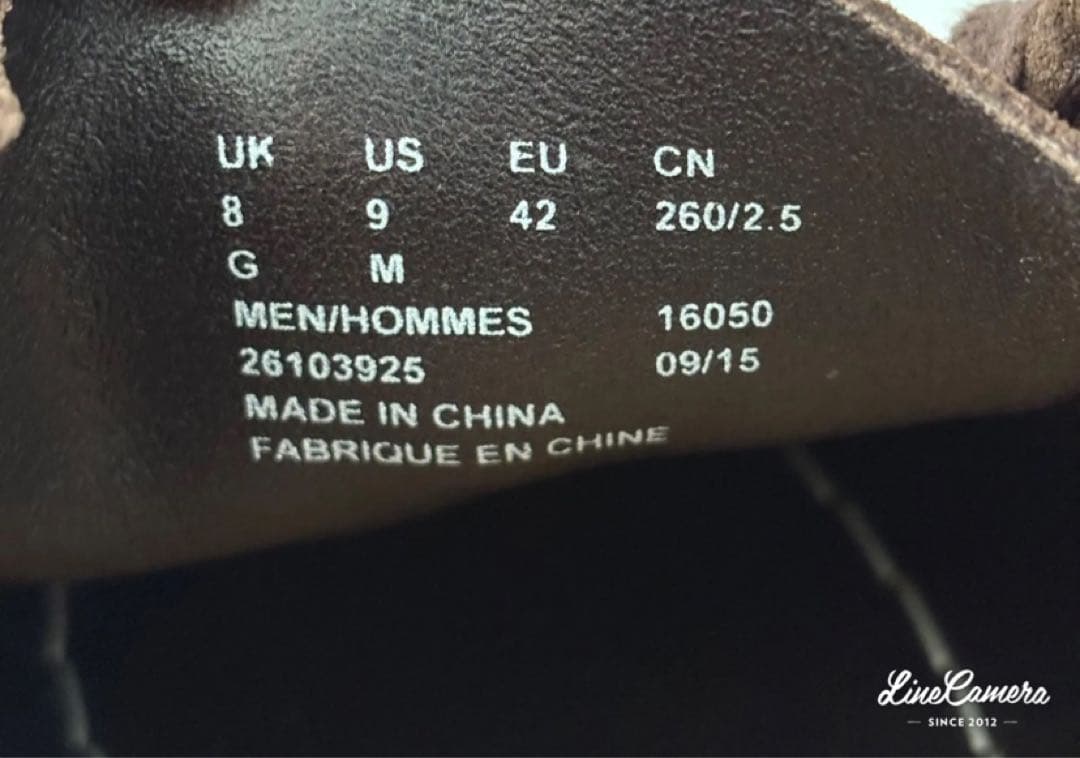 UK US EU CN
8 9 42 260/2.5
G M
MEN/HOMMES 16050
26103925 09/15
MADE IN CHINA
FABRIQUE EN CHINE
LineCamera
SINCE 2012